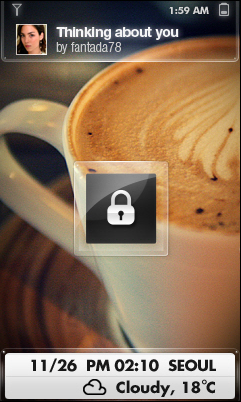 1:59 AM
Thinking about you
by fantada78
11/26 PM 02:10 SEOUL
Cloudy, 18℃